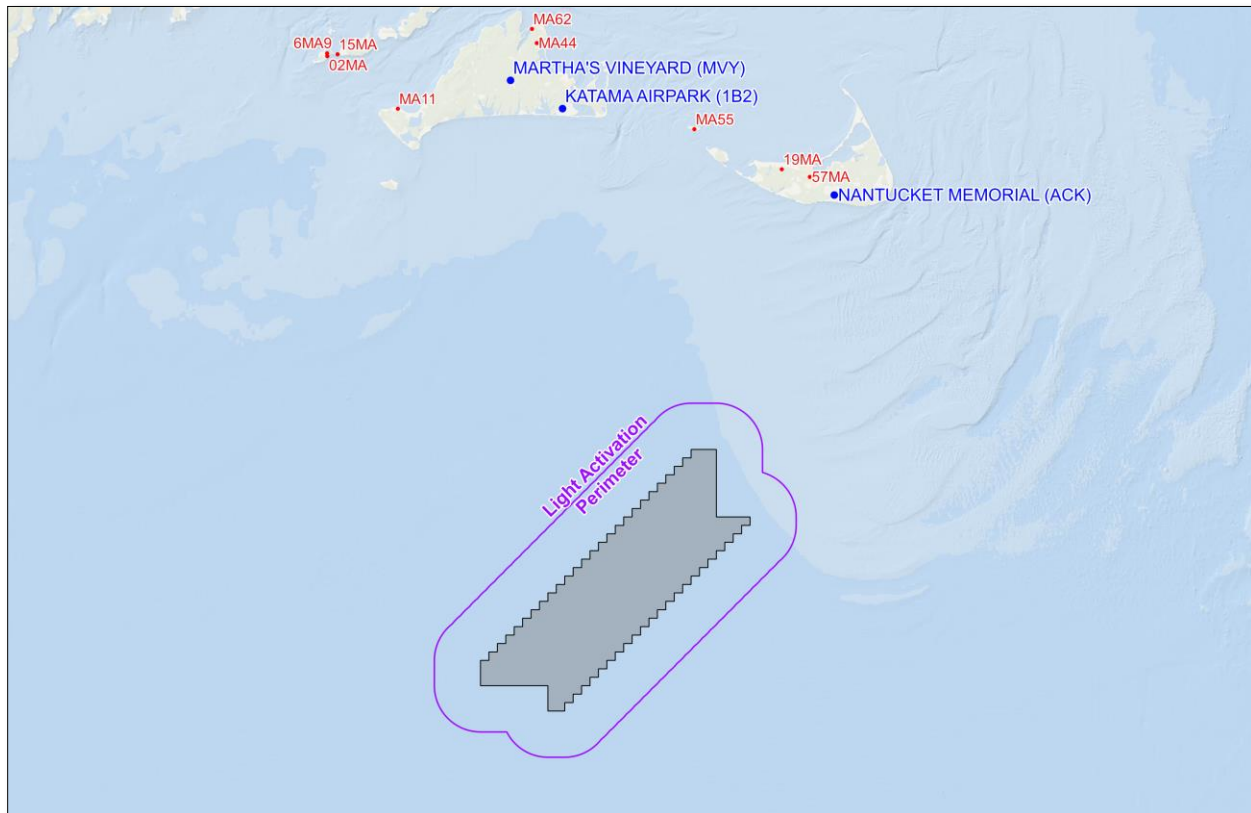 MA62
6MA9
15MA
MA44
02MA
MARTHA'S VINEYARD (MVY)
MA11
KATAMA AIRPARK (1B2)
MA55
19MA
57MA
NANTUCKET MEMORIAL (ACK)
Light Activation
Perimeter